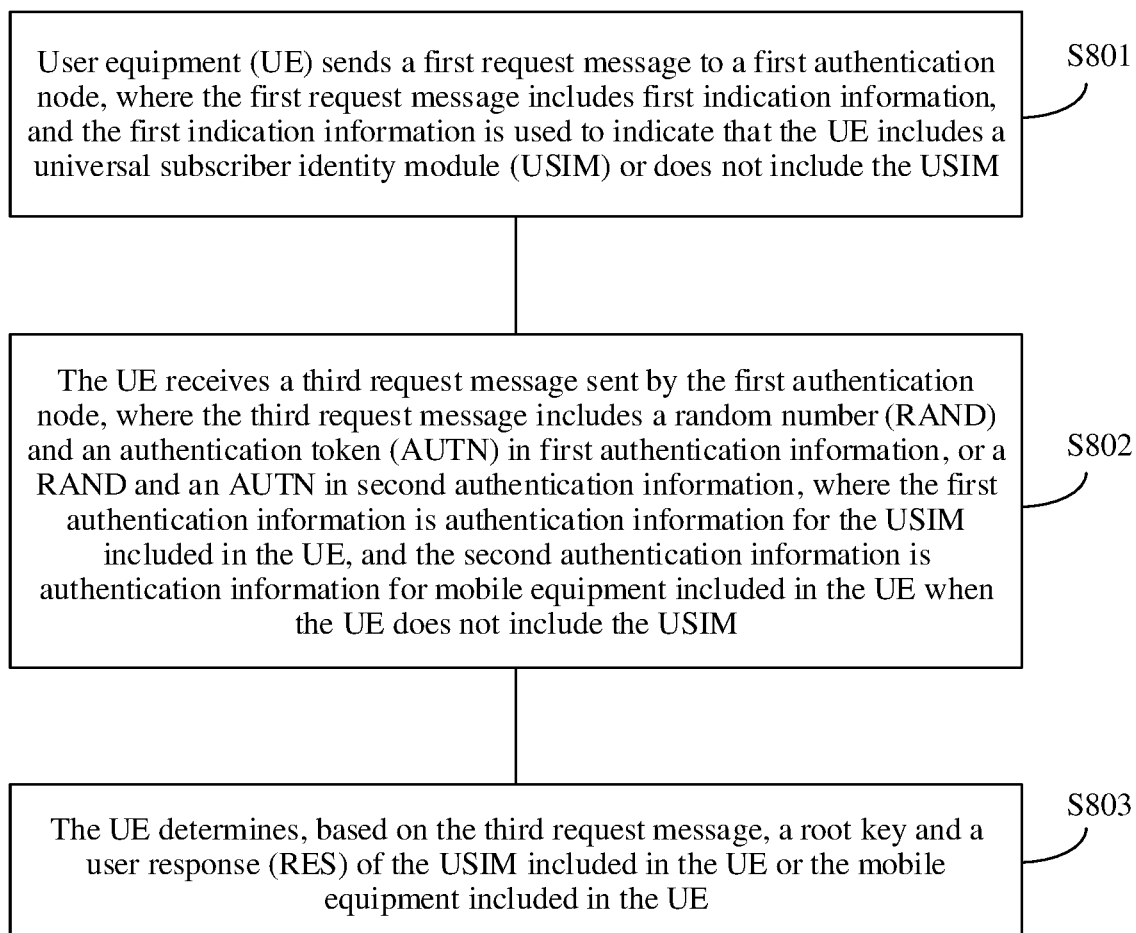 User equipment (UE) sends a first request message to a first authentication
node, where the first request message includes first indication information,
and the first indication information is used to indicate that the UE includes a
universal subscriber identity module (USIM) or does not include the USIM
S801
The UE receives a third request message sent by the first authentication
node, where the third request message includes a random number (RAND)
and an authentication token (AUTN) in first authentication information, or a
RAND and an AUTN in second authentication information, where the first
authentication information is authentication information for the USIM
included in the UE, and the second authentication information is
authentication information for mobile equipment included in the UE when
the UE does not include the USIM
S802
The UE determines, based on the third request message, a root key and a
user response (RES) of the USIM included in the UE or the mobile
equipment included in the UE
S803